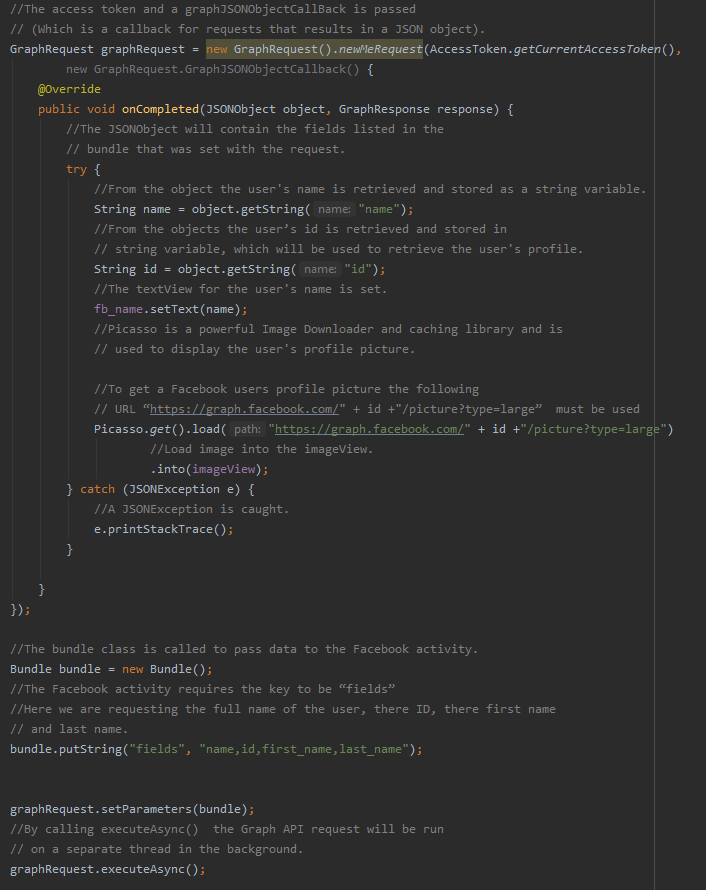 //The access token and a graphJSONObjectCallBack is passed
// (Which is a callback for requests that results in a JSON object).
GraphRequest graphRequest = new GraphRequest().newMeRequest(AccessToken.getCurrentAccessToken(),
new GraphRequest.GraphJSONObjectCallback() {
@Override
public void onCompleted(JSONObject object, GraphResponse response) {
//The JSONObject will contain the fields listed in the
// bundle that was set with the request.
try {
//From the object the user's name is retrieved and stored as a string variable.
String name = object.getString( name: "name");
//From the objects the user’s id is retrieved and stored in
// string variable, which will be used to retrieve the user's profile.
String id = object.getString( name: "id");
//The textView for the user's name is set.
fb_name.setText(name);
//Picasso is a powerful Image Downloader and caching library and is
// used to display the user's profile picture.
//To get a Facebook users profile picture the following
// URL “https://graph.facebook.com/" + id +"/picture?type=large”  must be used
Picasso.get().load( path: "https://graph.facebook.com/" + id +"/picture?type=large")
//Load image into the imageView.
.into(imageView);
} catch (JSONException e) {
//A JSONException is caught.
e.printStackTrace();
}
}
});
//The bundle class is called to pass data to the Facebook activity.
Bundle bundle = new Bundle();
//The Facebook activity requires the key to be “fields”
//Here we are requesting the full name of the user, there ID, there first name
// and last name.
bundle.putString("fields", "name,id,first_name,last_name");
graphRequest.setParameters(bundle);
//By calling executeAsync()  the Graph API request will be run
// on a separate thread in the background.
graphRequest.executeAsync();